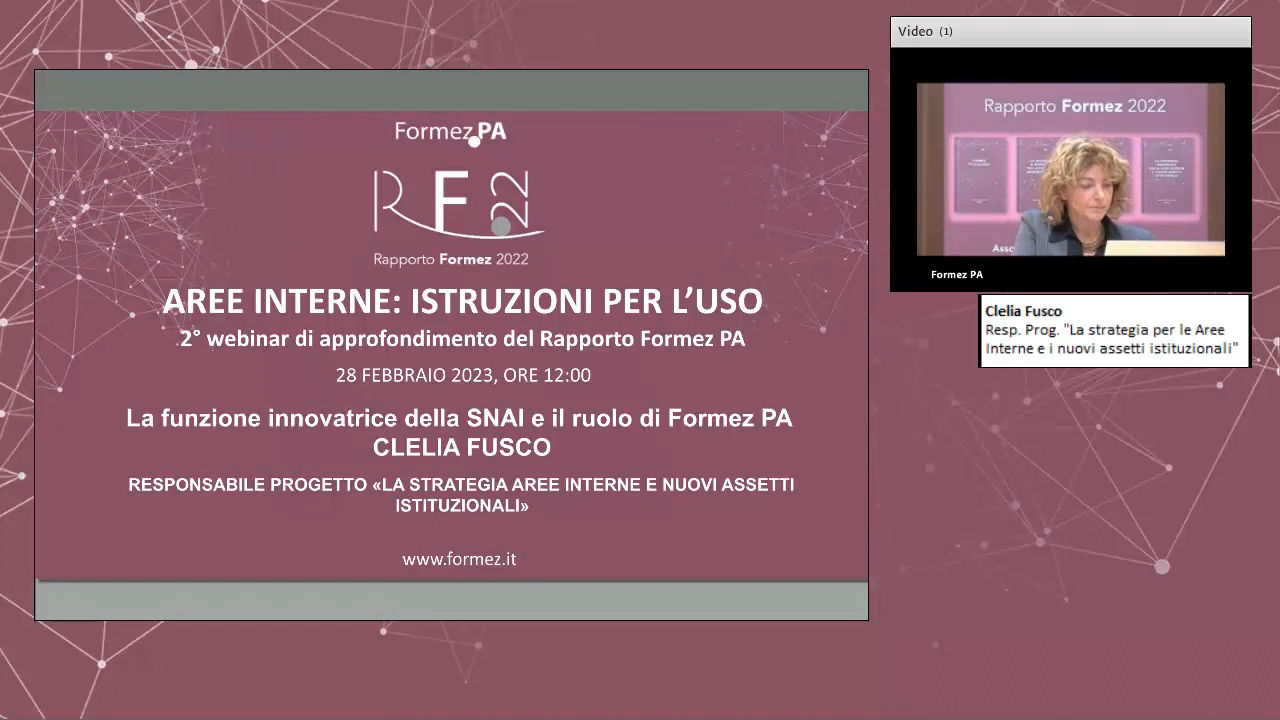 Formez PA
RF22
Rapporto Formez 2022
AREE INTERNE: ISTRUZIONI PER L’USO
2° webinar di approfondimento del Rapporto Formez PA
28 FEBBRAIO 2023, ORE 12:00
La funzione innovatrice della SNAI e il ruolo di Formez PA
CLELIA FUSCO
RESPONSABILE PROGETTO «LA STRATEGIA AREE INTERNE E NUOVI ASSETTI
ISTITUZIONALI»
www.formez.it
Video (1)
Rapporto Formez 2022
Formez PA
Clelia Fusco
Resp. Prog. "La strategia per le Aree
Interne e i nuovi assetti istituzionali"